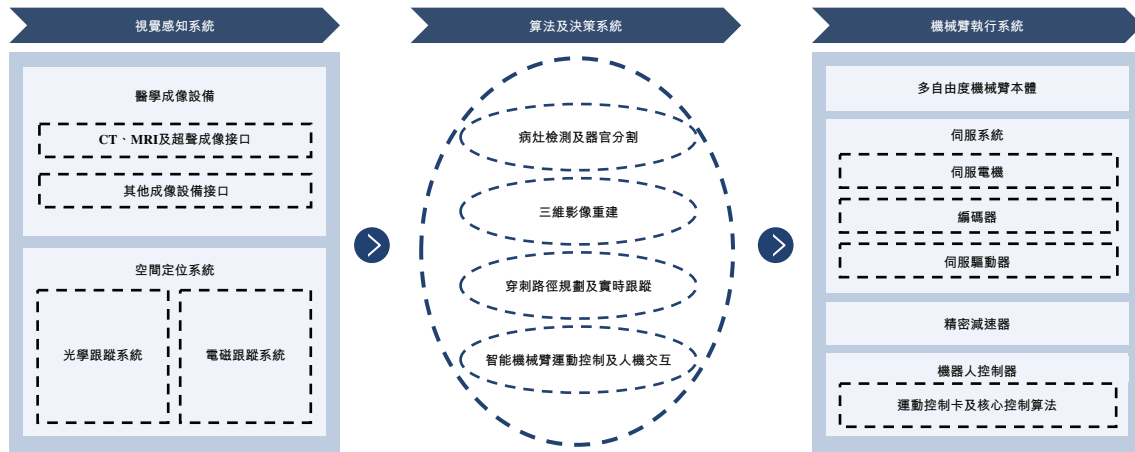 視覺感知系統
醫學成像設備
CT、MRI及超聲成像接口
其他成像設備接口
空間定位系統
光學跟蹤系統
電磁跟蹤系統
算法及決策系統
病灶檢測及器官分割
三維影像重建
穿刺路徑規劃及實時跟蹤
智能機械臂運動控制及人機交互
機械臂執行系統
多自由度機械臂本體
伺服系統
伺服電機
編碼器
伺服驅動器
精密減速器
機器人控制器
運動控制卡及核心控制算法